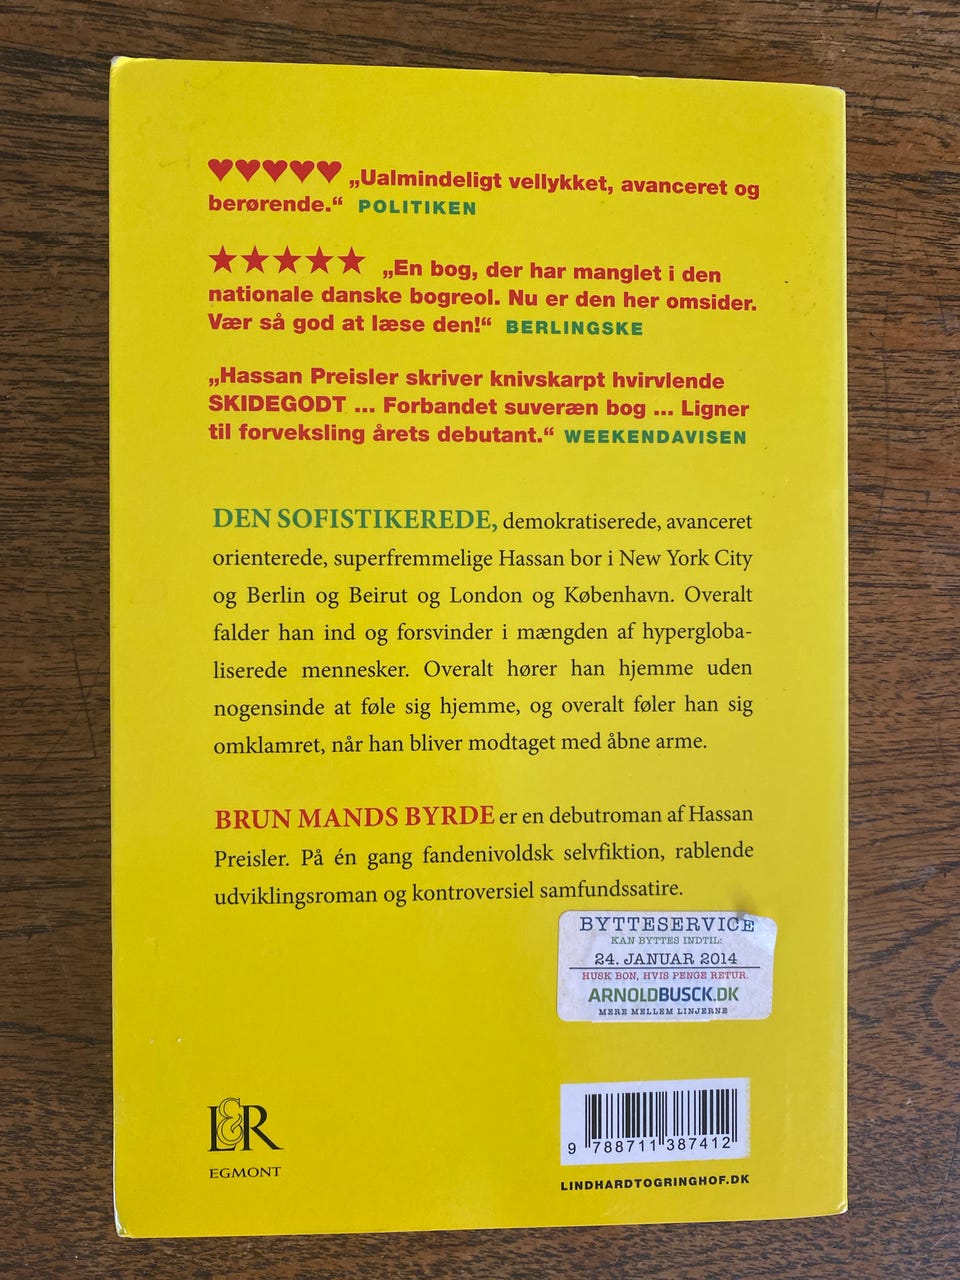 ♥♥♥♥♥ „Ualmindeligt vellykket, avanceret og
berørende.“ POLITIKEN
★★★★★ „En bog, der har manglet i den
nationale danske bogreol. Nu er den her omsider.
Vær så god at læse den!“ BERLINGSKE
„Hassan Preisler skriver knivskarpt hvirvlende
SKIDEGODT ... Forbandet suveræn bog ... Ligner
til forveksling årets debutant.“ WEEKENDAVISEN
DEN SOFISTIKEREDE, demokratiserede, avanceret
orienterede, superfremmelige Hassan bor i New York City
og Berlin og Beirut og London og København. Overalt
falder han ind og forsvinder i mængden af hypergloba-
liserede mennesker. Overalt hører han hjemme uden
nogensinde at føle sig hjemme, og overalt føler han sig
omklamret, når han bliver modtaget med åbne arme.
BRUN MANDS BYRDE er en debutroman af Hassan
Preisler. På én gang fandenivoldsk selvfiktion, rablende
udviklingsroman og kontroversiel samfundssatire.
BYTTESERVICE
KAN BYTTES INDTIL:
24. JANUAR 2014
HUSK BON, HVIS PENGE RETUR.
ARNOLDBUSCK.DK
MERE MELLEM LINJERNE
L&R
EGMONT
9 788711 387412
LINDHARDTOGRINGHOF.DK